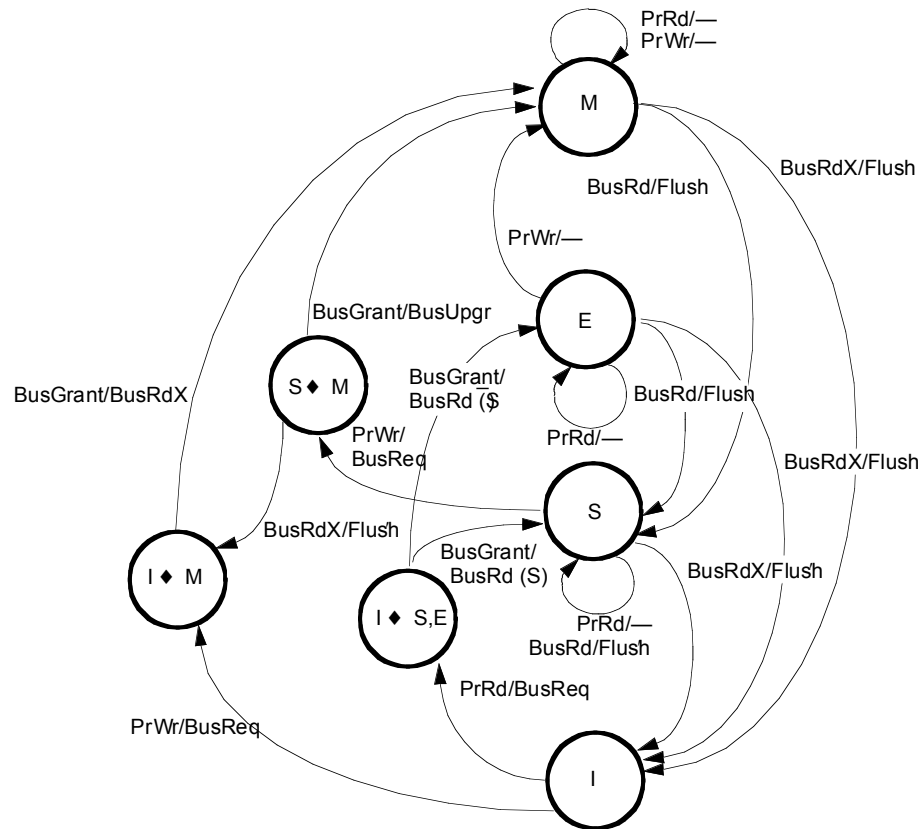 PrRd/—
PrWr/—
M
BusRdX/Flush
BusRd/Flush
PrWr/—
E
BusGrant/BusUpgr
BusGrant/
BusRd (S̅)
S ♦ M
BusRd/Flush
BusGrant/BusRdX
PrRd/—
PrWr/
BusReq
BusRdX/Flush
S
BusRdX/Flush'
BusGrant/
BusRd (S)
BusRdX/Flush'
I ♦ M
I ♦ S,E
PrRd/—
BusRd/Flush'
PrRd/BusReq
PrWr/BusReq
I